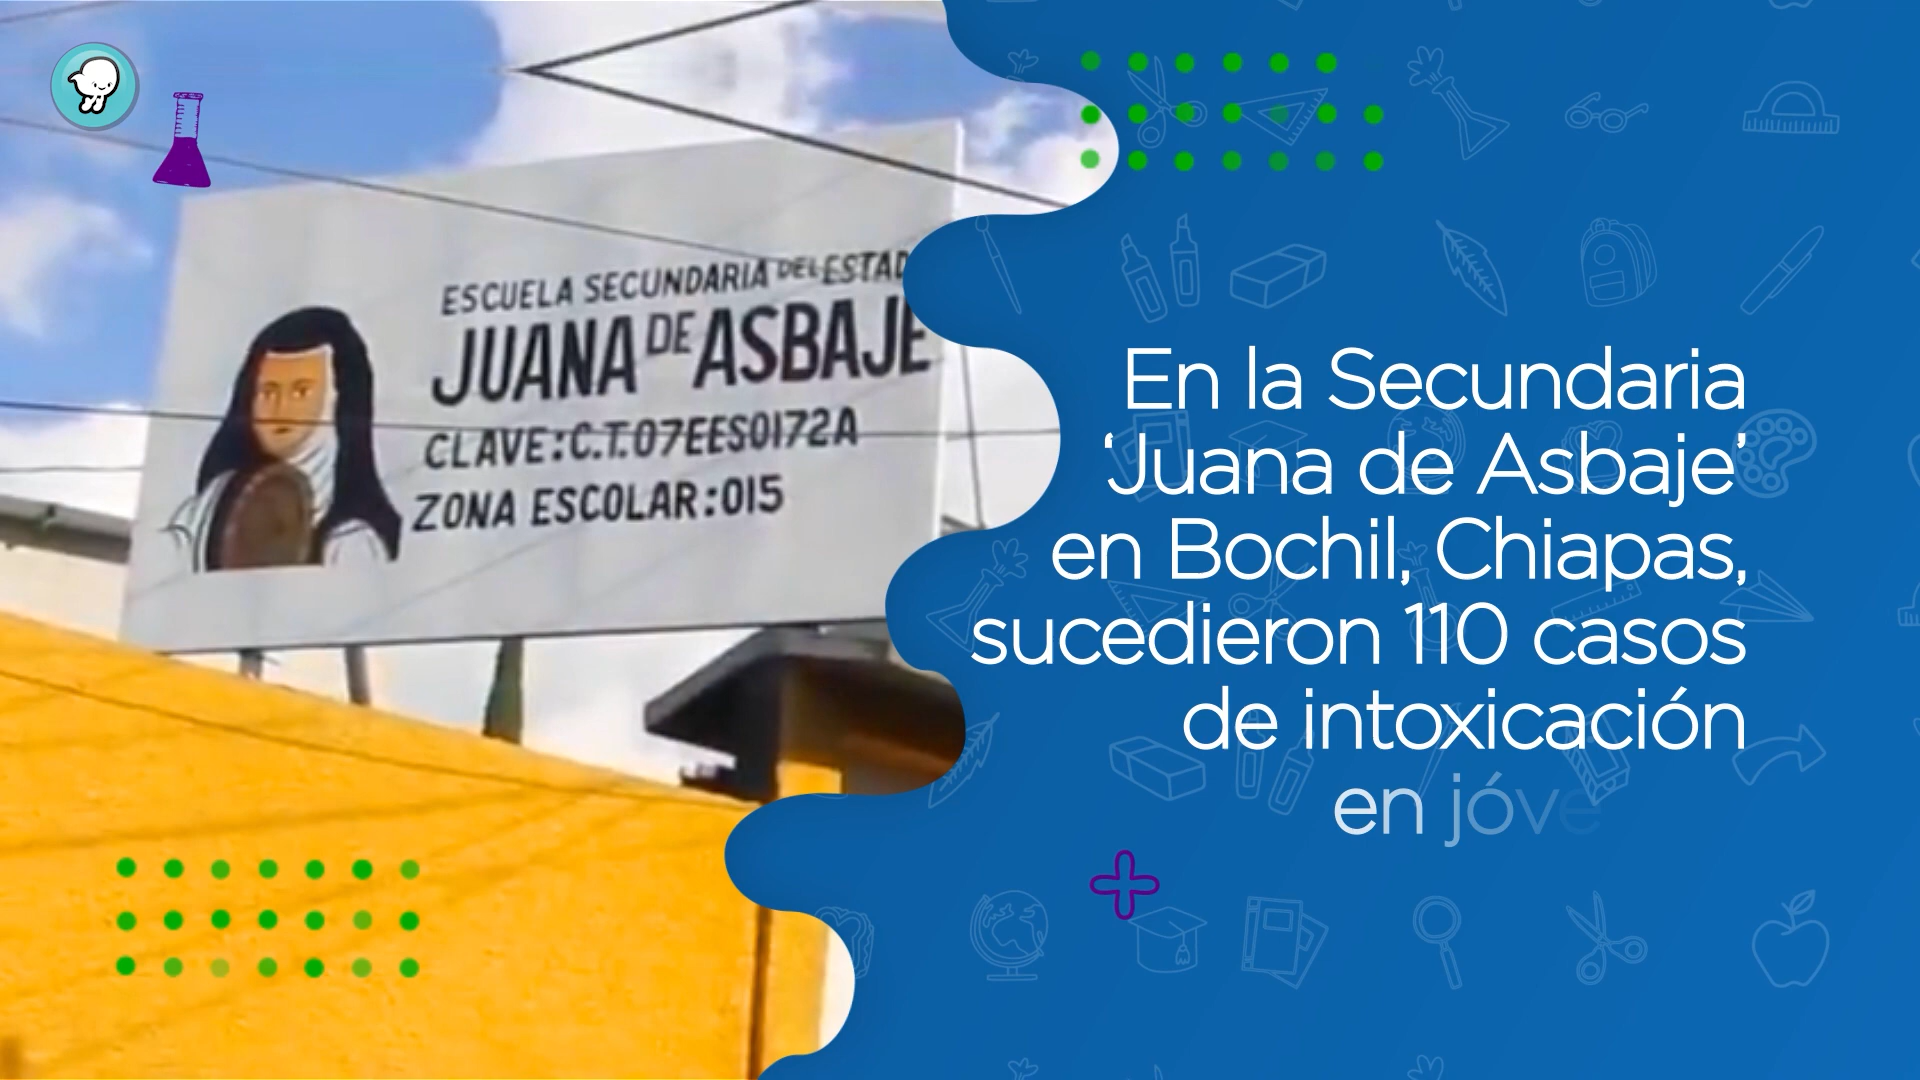 ESCUELA SECUNDARIA DEL ESTAD
JUANA DE ASBAJE
CLAVE:C.T.07EES0172A
ZONA ESCOLAR:015
En la Secundaria
‘Juana de Asbaje’
en Bochil, Chiapas,
sucedieron 110 casos
de intoxicación
en jóve